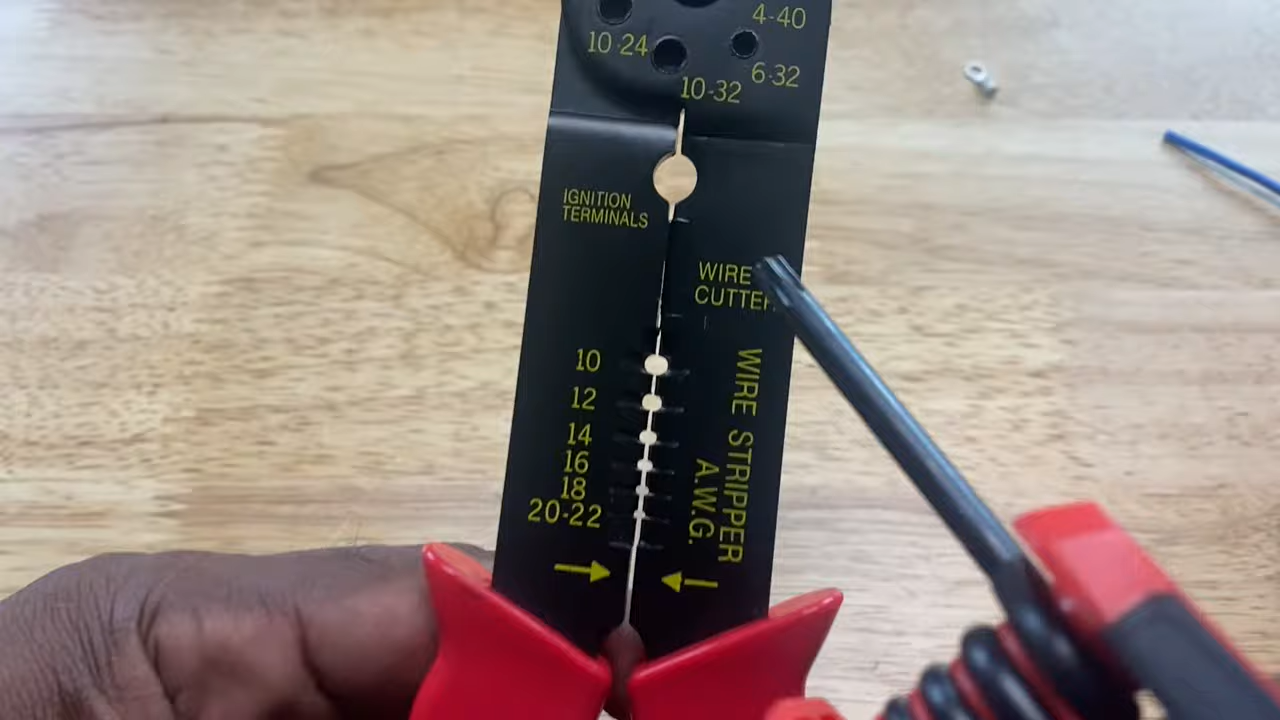 4-40
10-24
6-32
10-32
IGNITION
TERMINALS
WIRE
CUTTER
10
12
14
16
18
20-22
WIRE STRIPPER
A.W.G.